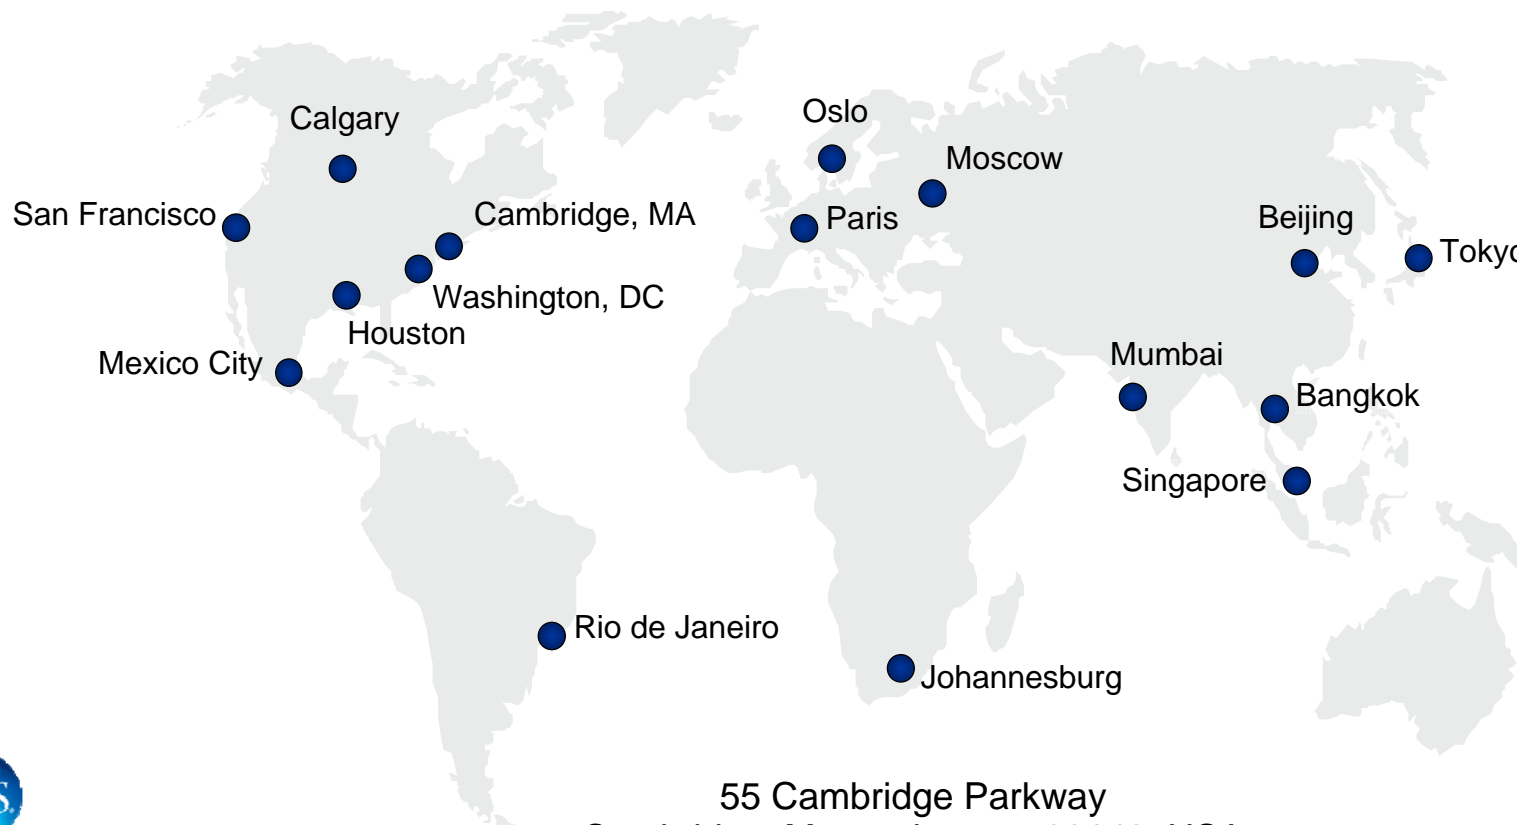 Calgary
Oslo
Moscow
San Francisco
Cambridge, MA
Paris
Beijing
Tokyo
Washington, DC
Houston
Mexico City
Mumbai
Bangkok
Singapore
Rio de Janeiro
Johannesburg
55 Cambridge Parkway